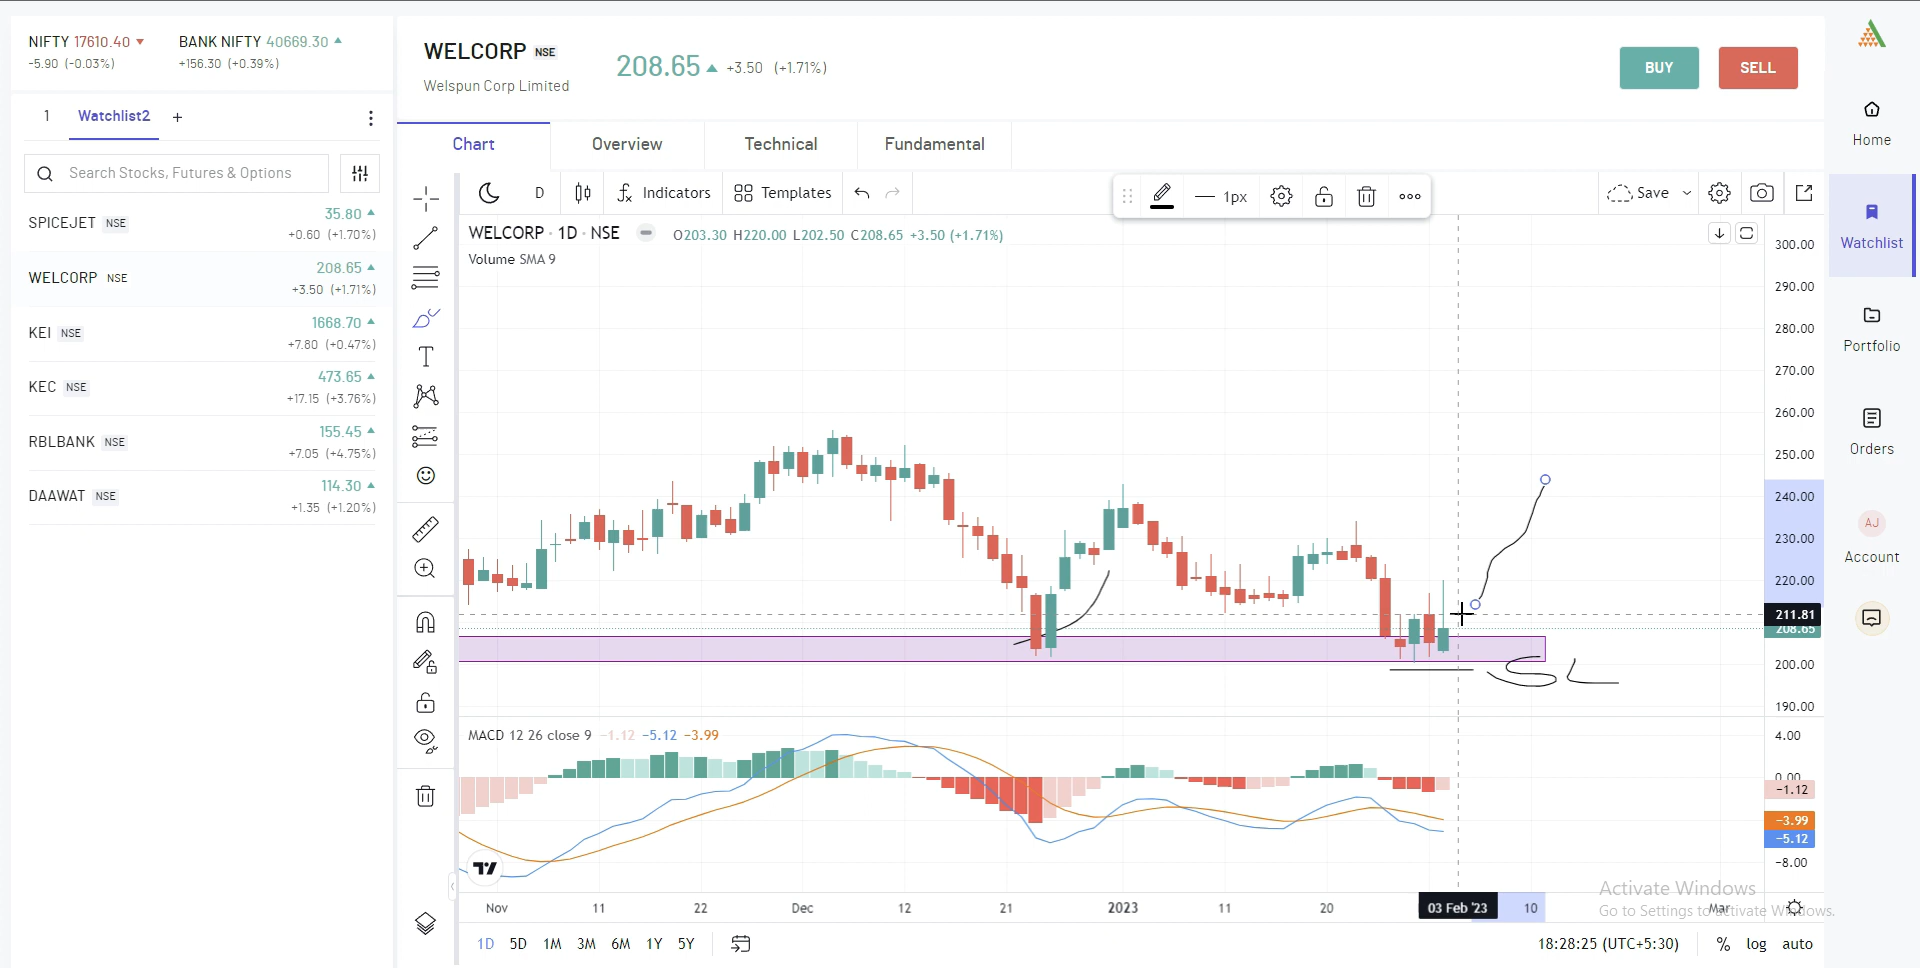 NIFTY 17610.40 BANK NIFTY 40669.30
-5.90 (-0.03%) +156.30 (+0.39%)
1 Watchlist2 +
Search Stocks, Futures & Options
SPICEJET NSE 35.80
+0.60 (+1.70%)
WELCORP NSE 208.65
+3.50 (+1.71%)
KEI NSE 1668.70
+7.80 (+0.47%)
KEC NSE 473.65
+17.15 (+3.76%)
RBLBANK NSE 155.45
+7.05 (+4.75%)
DAAWAT NSE 114.30
+1.35 (+1.20%)
WELCORP NSE
Welspun Corp Limited
208.65 +3.50 (+1.71%)
BUY SELL
Chart Overview Technical Fundamental
D Indicators Templates
1px
Save
WELCORP · 1D · NSE O203.30 H220.00 L202.50 C208.65 +3.50 (+1.71%)
Volume SMA 9
300.00
290.00
280.00
270.00
260.00
250.00
240.00
230.00
220.00
211.81
208.65
200.00
190.00
SL
MACD 12 26 close 9 -1.12 -5.12 -3.99
4.00
0.00
-1.12
-3.99
-5.12
-8.00
Nov 11 22 Dec 12 21 2023 11 20 03 Feb '23 10 Mar
1D 5D 1M 3M 6M 1Y 5Y
18:28:25 (UTC+5:30) % log auto
Activate Windows
Go to Settings to activate Windows.
Home
Watchlist
Portfolio
Orders
AJ
Account